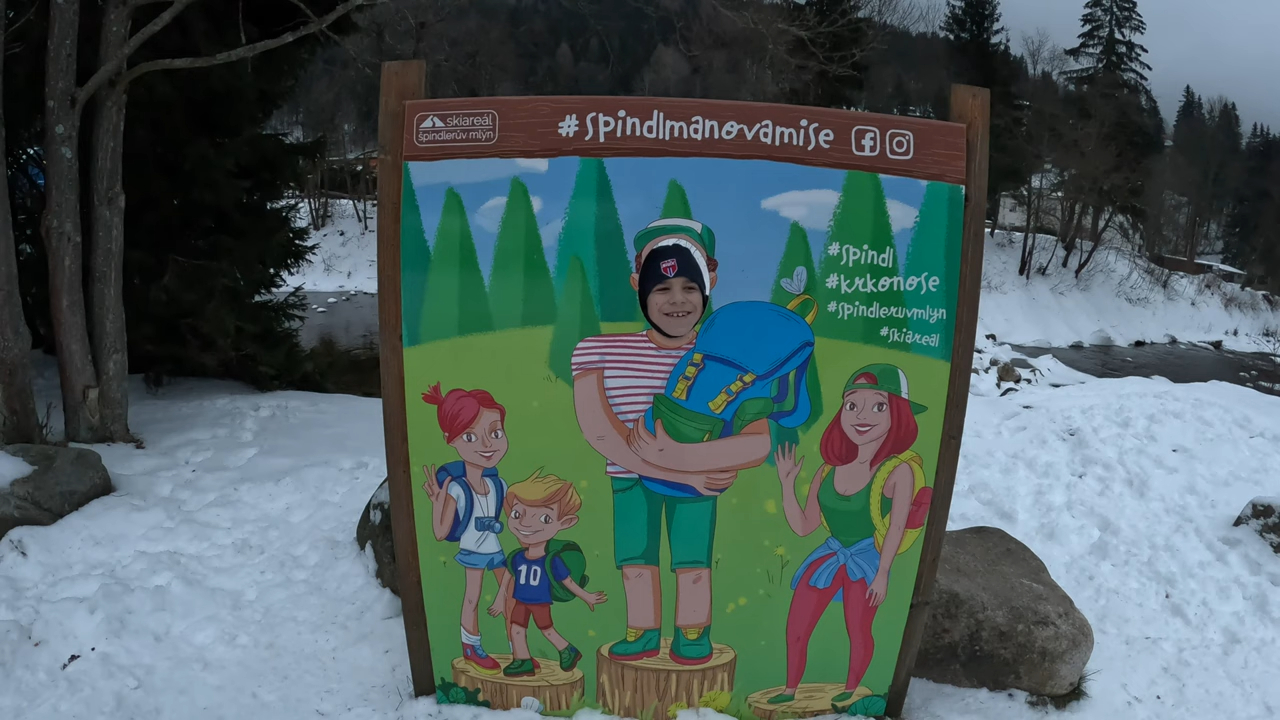 skiareál
špindlerův mlýn
#spindlmanovamise
#spindl
#krkonose
#spindleruvmlyn
#skiareal
10